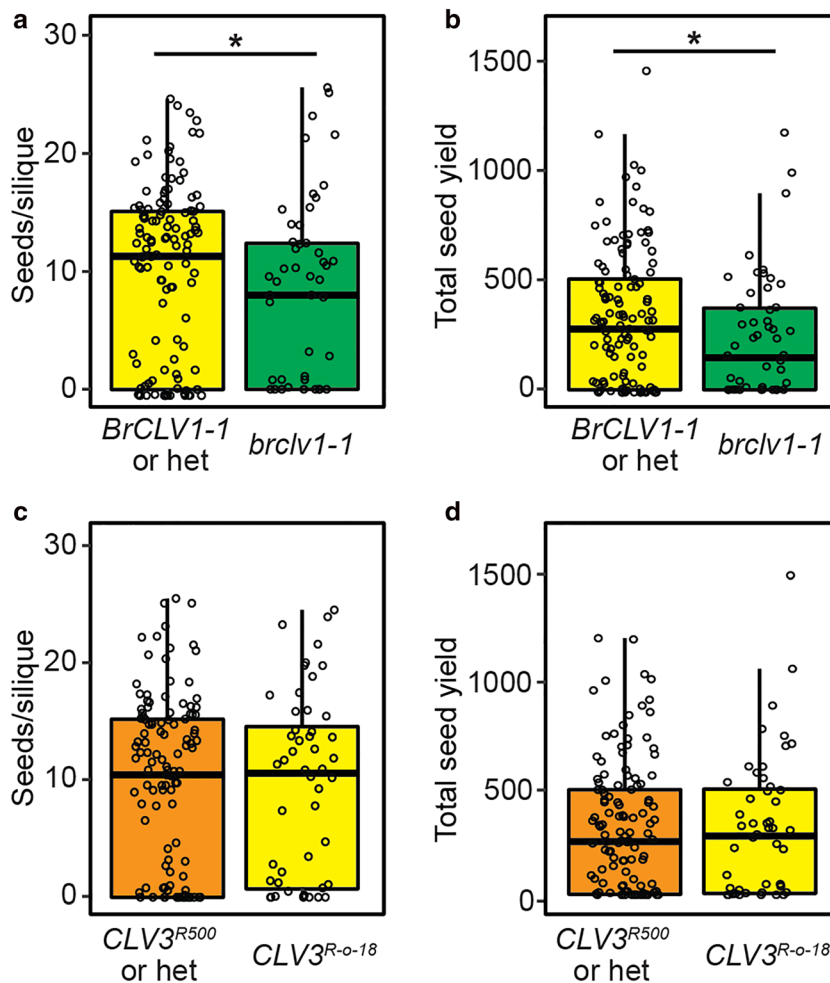 a
*
Seeds/silique
30
20
10
0
BrCLV1-1
or het
brclv1-1
b
*
Total seed yield
1500
1000
500
0
BrCLV1-1
or het
brclv1-1
c
Seeds/silique
30
20
10
0
CLV3R500
or het
CLV3R-o-18
d
Total seed yield
1500
1000
500
0
CLV3R500
or het
CLV3R-o-18